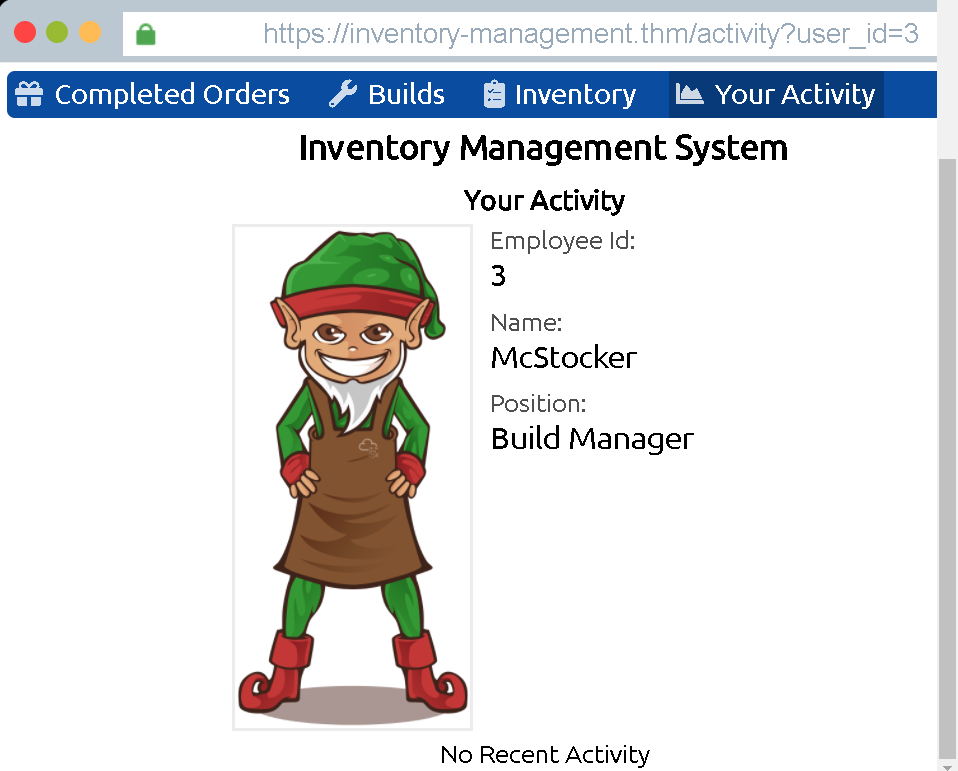 https://inventory-management.thm/activity?user_id=3
Completed Orders Builds Inventory Your Activity
Inventory Management System
Your Activity
Employee Id:
3
Name:
McStocker
Position:
Build Manager
No Recent Activity